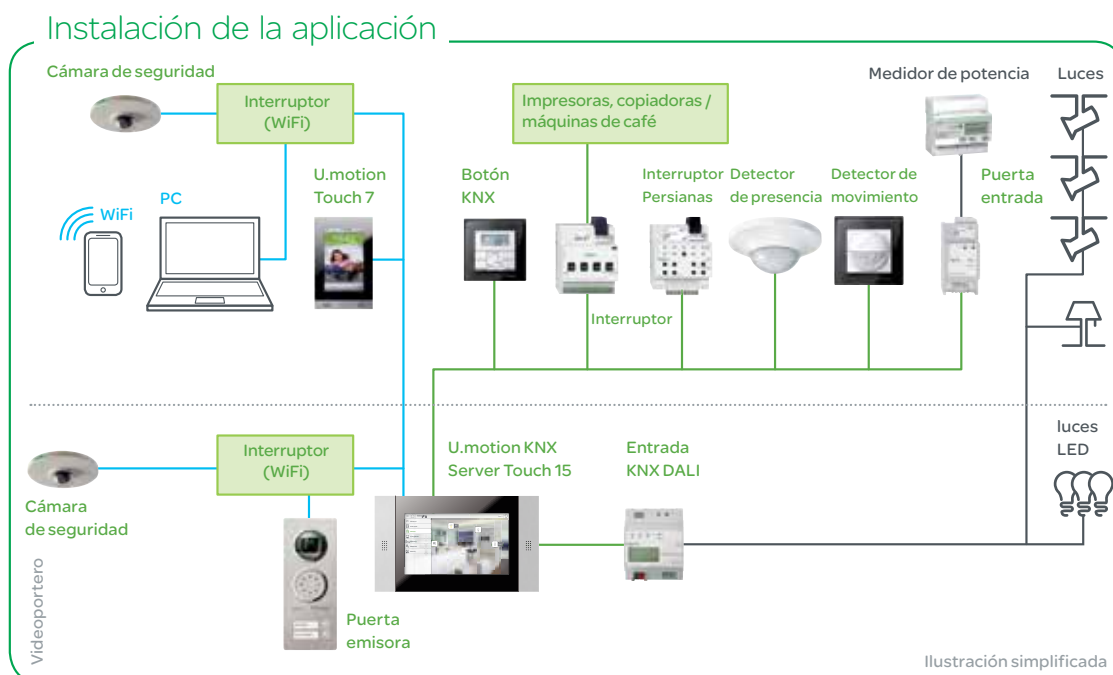 Instalación de la aplicación
Cámara de seguridad
Interruptor
(WiFi)
Impresoras, copiadoras /
máquinas de café
Medidor de potencia
Luces
WiFi
PC
U.motion
Touch 7
Botón
KNX
Interruptor
Persianas
Detector
de presencia
Detector de
movimiento
Puerta
entrada
Interruptor
Interruptor
(WiFi)
U.motion KNX
Server Touch 15
Entrada
KNX DALI
luces
LED
Cámara
de seguridad
Videoportero
Puerta
emisora
Ilustración simplificada